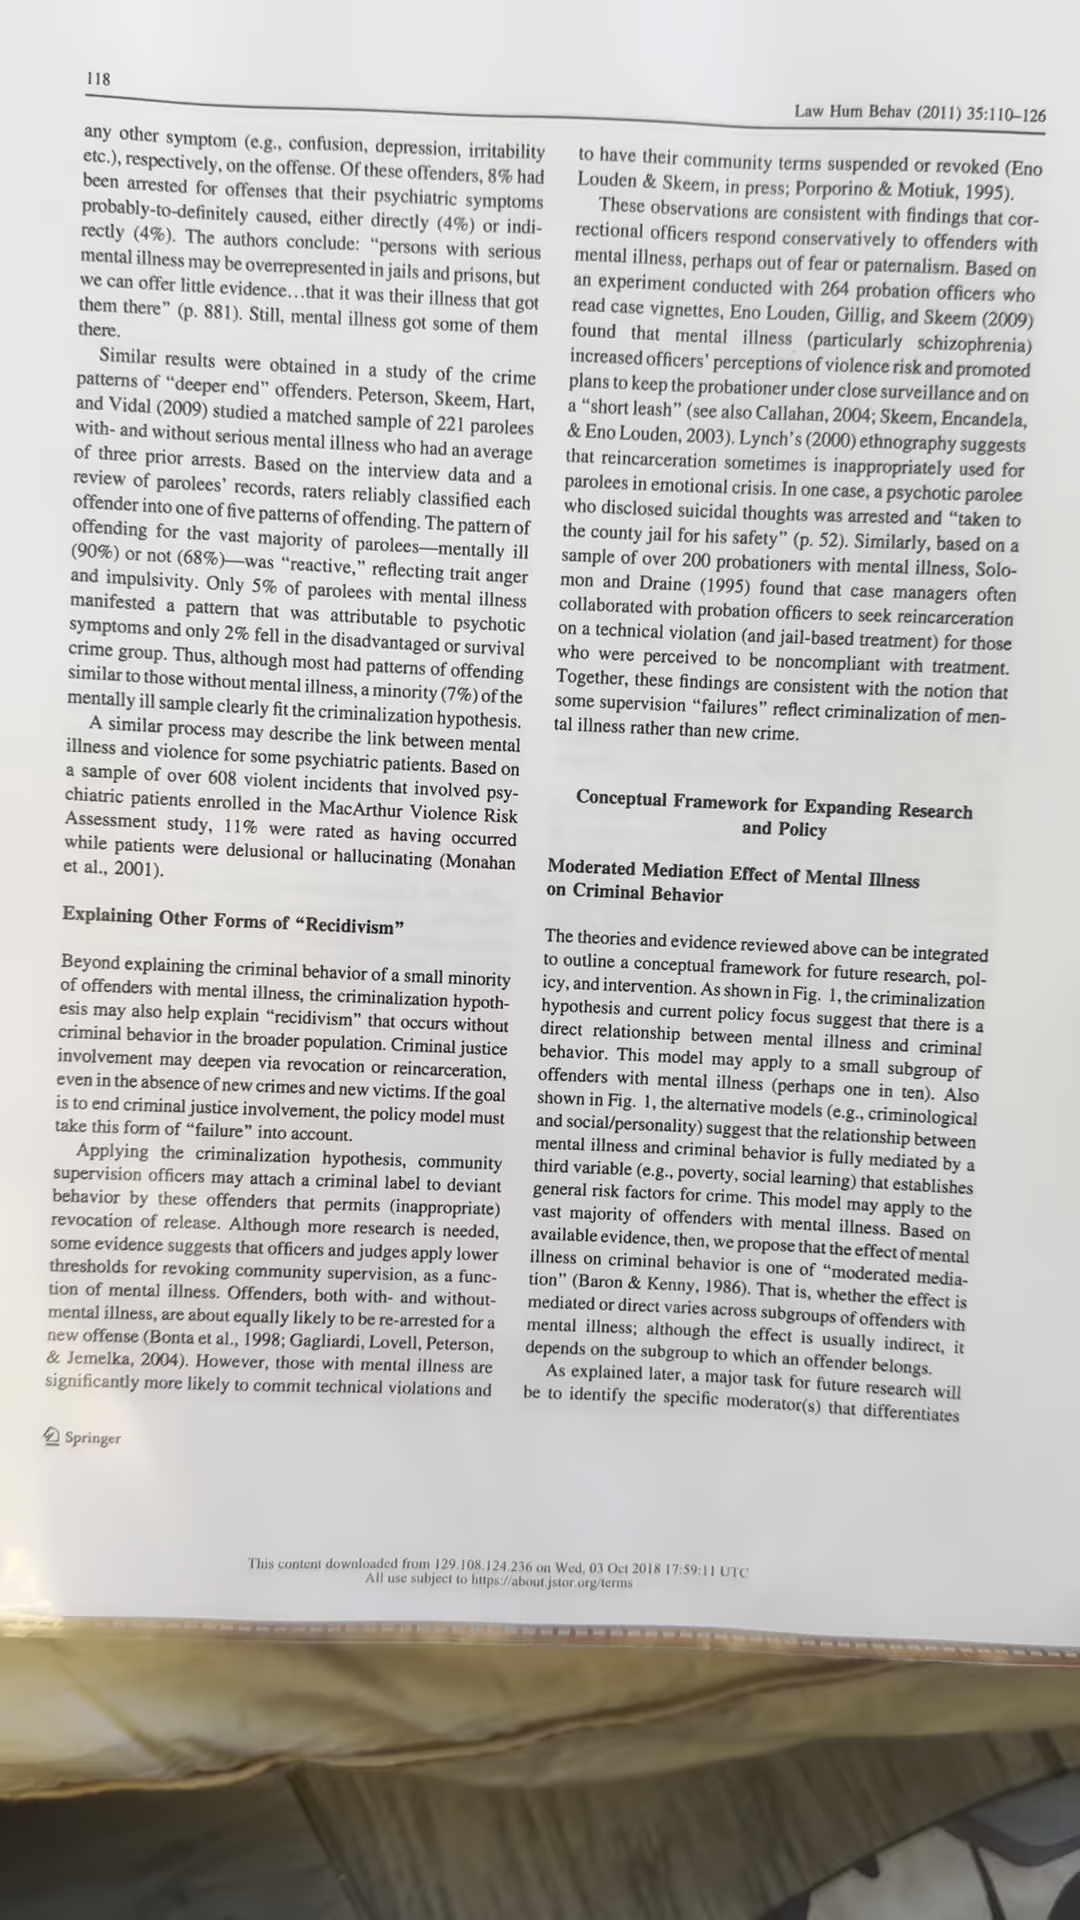 118
Law Hum Behav (2011) 35:110–126
any other symptom (e.g., confusion, depression, irritability
etc.), respectively, on the offense. Of these offenders, 8% had
been arrested for offenses that their psychiatric symptoms
probably-to-definitely caused, either directly (4%) or indi-
rectly (4%). The authors conclude: “persons with serious
mental illness may be overrepresented in jails and prisons, but
we can offer little evidence…that it was their illness that got
them there” (p. 881). Still, mental illness got some of them
there.
Similar results were obtained in a study of the crime
patterns of “deeper end” offenders. Peterson, Skeem, Hart,
and Vidal (2009) studied a matched sample of 221 parolees
with- and without serious mental illness who had an average
of three prior arrests. Based on the interview data and a
review of parolees’ records, raters reliably classified each
offender into one of five patterns of offending. The pattern of
offending for the vast majority of parolees—mentally ill
(90%) or not (68%)—was “reactive,” reflecting trait anger
and impulsivity. Only 5% of parolees with mental illness
manifested a pattern that was attributable to psychotic
symptoms and only 2% fell in the disadvantaged or survival
crime group. Thus, although most had patterns of offending
similar to those without mental illness, a minority (7%) of the
mentally ill sample clearly fit the criminalization hypothesis.
A similar process may describe the link between mental
illness and violence for some psychiatric patients. Based on
a sample of over 608 violent incidents that involved psy-
chiatric patients enrolled in the MacArthur Violence Risk
Assessment study, 11% were rated as having occurred
while patients were delusional or hallucinating (Monahan
et al., 2001).
Explaining Other Forms of “Recidivism”
Beyond explaining the criminal behavior of a small minority
of offenders with mental illness, the criminalization hypoth-
esis may also help explain “recidivism” that occurs without
criminal behavior in the broader population. Criminal justice
involvement may deepen via revocation or reincarceration,
even in the absence of new crimes and new victims. If the goal
is to end criminal justice involvement, the policy model must
take this form of “failure” into account.
Applying the criminalization hypothesis, community
supervision officers may attach a criminal label to deviant
behavior by these offenders that permits (inappropriate)
revocation of release. Although more research is needed,
some evidence suggests that officers and judges apply lower
thresholds for revoking community supervision, as a func-
tion of mental illness. Offenders, both with- and without-
mental illness, are about equally likely to be re-arrested for a
new offense (Bonta et al., 1998; Gagliardi, Lovell, Peterson,
& Jemelka, 2004). However, those with mental illness are
significantly more likely to commit technical violations and
to have their community terms suspended or revoked (Eno
Louden & Skeem, in press; Porporino & Motiuk, 1995).
These observations are consistent with findings that cor-
rectional officers respond conservatively to offenders with
mental illness, perhaps out of fear or paternalism. Based on
an experiment conducted with 264 probation officers who
read case vignettes, Eno Louden, Gillig, and Skeem (2009)
found that mental illness (particularly schizophrenia)
increased officers’ perceptions of violence risk and promoted
plans to keep the probationer under close surveillance and on
a “short leash” (see also Callahan, 2004; Skeem, Encandela,
& Eno Louden, 2003). Lynch’s (2000) ethnography suggests
that reincarceration sometimes is inappropriately used for
parolees in emotional crisis. In one case, a psychotic parolee
who disclosed suicidal thoughts was arrested and “taken to
the county jail for his safety” (p. 52). Similarly, based on a
sample of over 200 probationers with mental illness, Solo-
mon and Draine (1995) found that case managers often
collaborated with probation officers to seek reincarceration
on a technical violation (and jail-based treatment) for those
who were perceived to be noncompliant with treatment.
Together, these findings are consistent with the notion that
some supervision “failures” reflect criminalization of men-
tal illness rather than new crime.
Conceptual Framework for Expanding Research
and Policy
Moderated Mediation Effect of Mental Illness
on Criminal Behavior
The theories and evidence reviewed above can be integrated
to outline a conceptual framework for future research, pol-
icy, and intervention. As shown in Fig. 1, the criminalization
hypothesis and current policy focus suggest that there is a
direct relationship between mental illness and criminal
behavior. This model may apply to a small subgroup of
offenders with mental illness (perhaps one in ten). Also
shown in Fig. 1, the alternative models (e.g., criminological
and social/personality) suggest that the relationship between
mental illness and criminal behavior is fully mediated by a
third variable (e.g., poverty, social learning) that establishes
general risk factors for crime. This model may apply to the
vast majority of offenders with mental illness. Based on
available evidence, then, we propose that the effect of mental
illness on criminal behavior is one of “moderated media-
tion” (Baron & Kenny, 1986). That is, whether the effect is
mediated or direct varies across subgroups of offenders with
mental illness; although the effect is usually indirect, it
depends on the subgroup to which an offender belongs.
As explained later, a major task for future research will
be to identify the specific moderator(s) that differentiates
Springer
This content downloaded from 129.108.124.236 on Wed, 03 Oct 2018 17:59:11 UTC
All use subject to https://about.jstor.org/terms